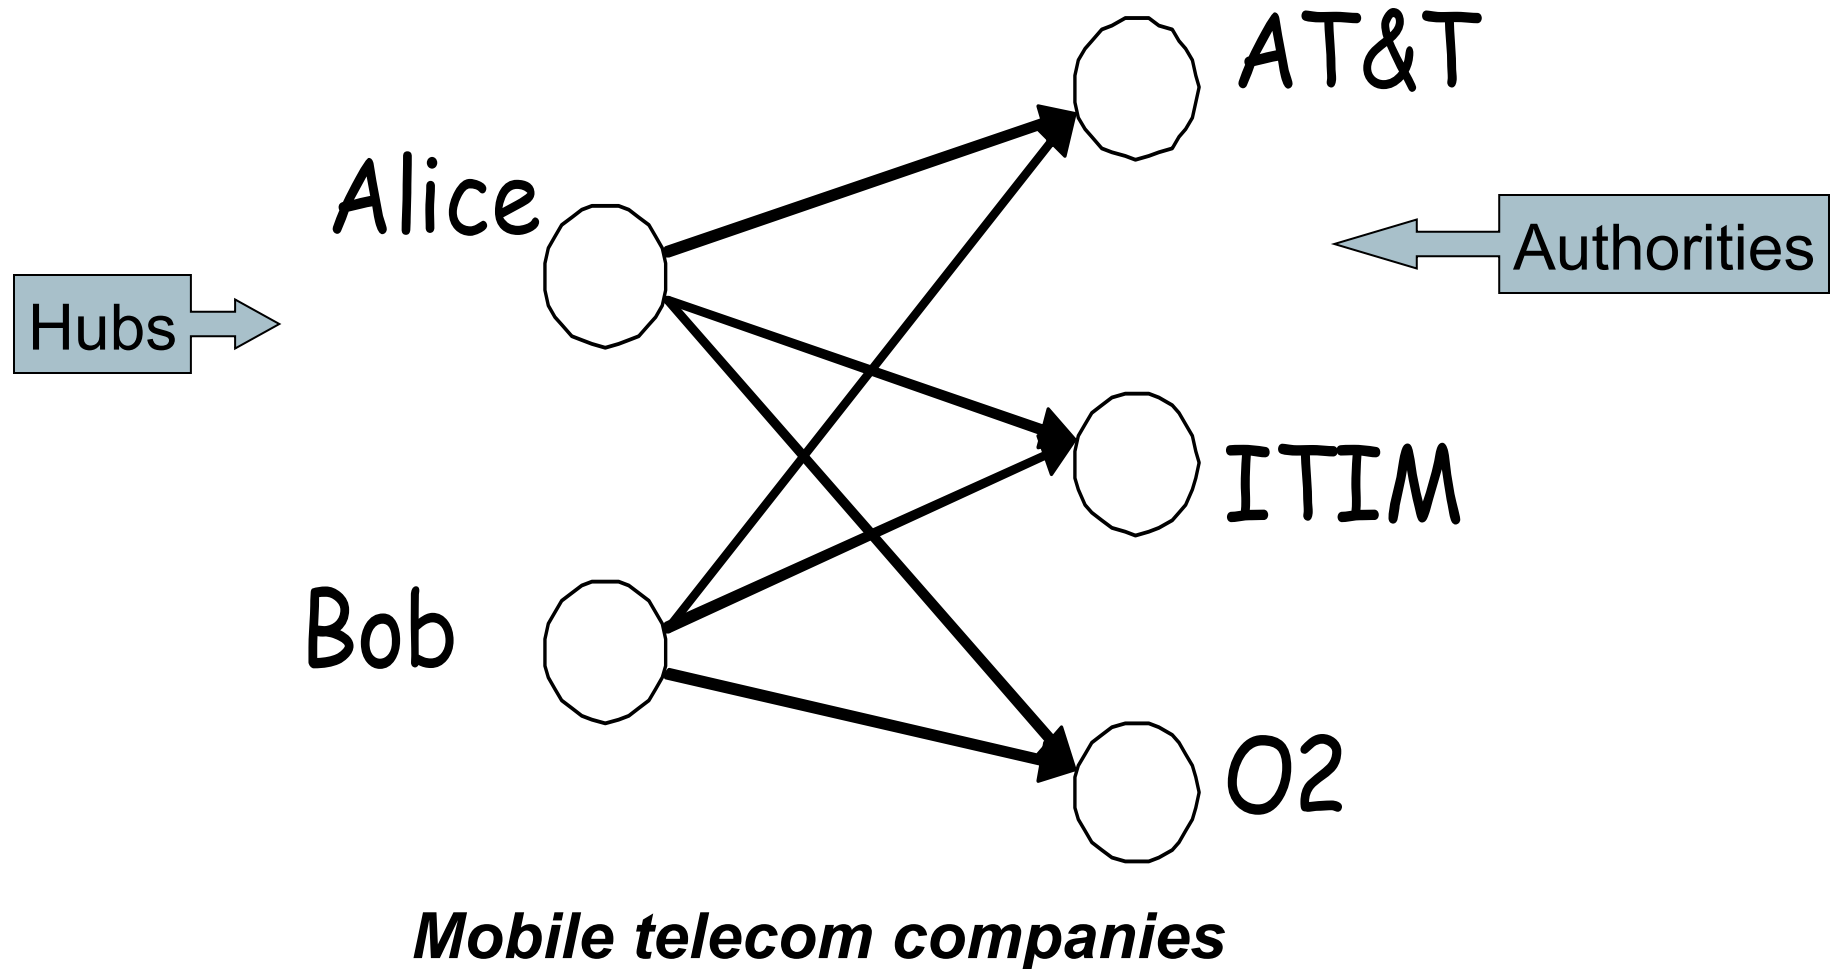 AT&T
Alice
Authorities
Hubs
ITIM
Bob
O2
Mobile telecom companies